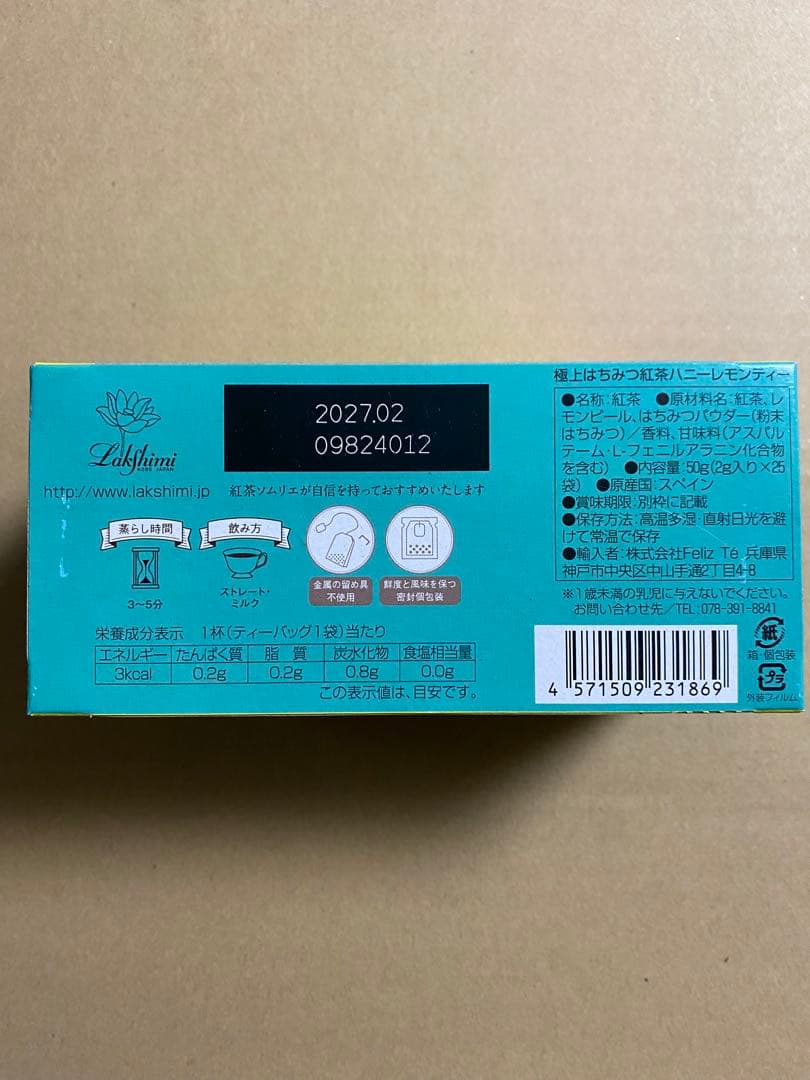 Lakshimi
KOBE JAPAN
http://www.lakshimi.jp
2027.02
09824012
紅茶ソムリエが自信を持っておすすめいたします
蒸らし時間
3〜5分
飲み方
ストレート・
ミルク
金属の留め具
不使用
鮮度と風味を保つ
密封個包装
栄養成分表示 1杯(ティーバッグ1袋)当たり
エネルギー たんぱく質 脂質 炭水化物 食塩相当量
3kcal 0.2g 0.2g 0.8g 0.0g
この表示値は、目安です。
極上はちみつ紅茶ハニーレモンティー
●名称:紅茶 ●原材料名:紅茶、レ
モンピール、はちみつパウダー(粉末
はちみつ)/香料、甘味料(アスパル
テーム・L-フェニルアラニン化合物
を含む) ●内容量:50g(2g入り×25
袋) ●原産国:スペイン
●賞味期限:別枠に記載
●保存方法:高温多湿・直射日光を避
けて常温で保存
●輸入者:株式会社Feliz Té 兵庫県
神戸市中央区中山手通2丁目4-8
※1歳未満の乳児に与えないでください。
お問い合わせ先/TEL:078-391-8841
4 571509 231869
紙
箱・個包装
プラ
外装フィルム